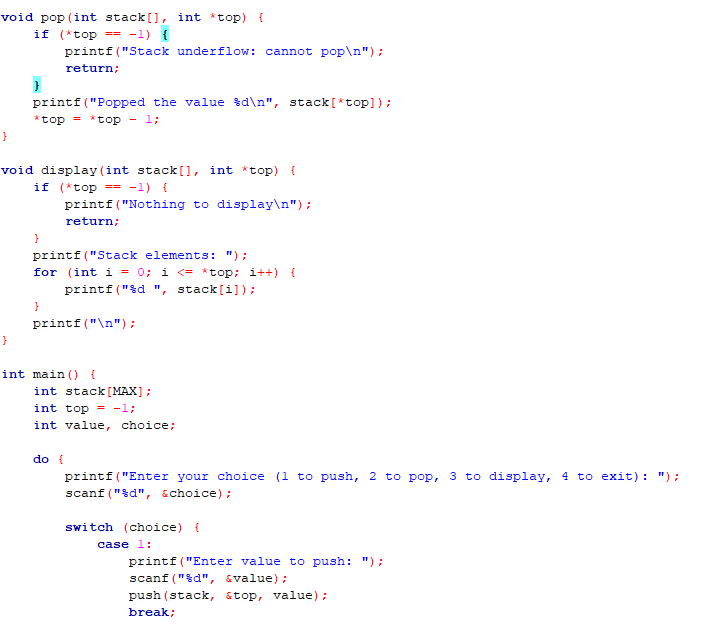 void pop(int stack[], int *top) {
    if (*top == -1) {
        printf("Stack underflow: cannot pop\n");
        return;
    }
    printf("Popped the value %d\n", stack[*top]);
    *top = *top - 1;
}

void display(int stack[], int *top) {
    if (*top == -1) {
        printf("Nothing to display\n");
        return;
    }
    printf("Stack elements: ");
    for (int i = 0; i <= *top; i++) {
        printf("%d ", stack[i]);
    }
    printf("\n");
}

int main() {
    int stack[MAX];
    int top = -1;
    int value, choice;

    do {
        printf("Enter your choice (1 to push, 2 to pop, 3 to display, 4 to exit): ");
        scanf("%d", &choice);

        switch (choice) {
            case 1:
                printf("Enter value to push: ");
                scanf("%d", &value);
                push(stack, &top, value);
                break;